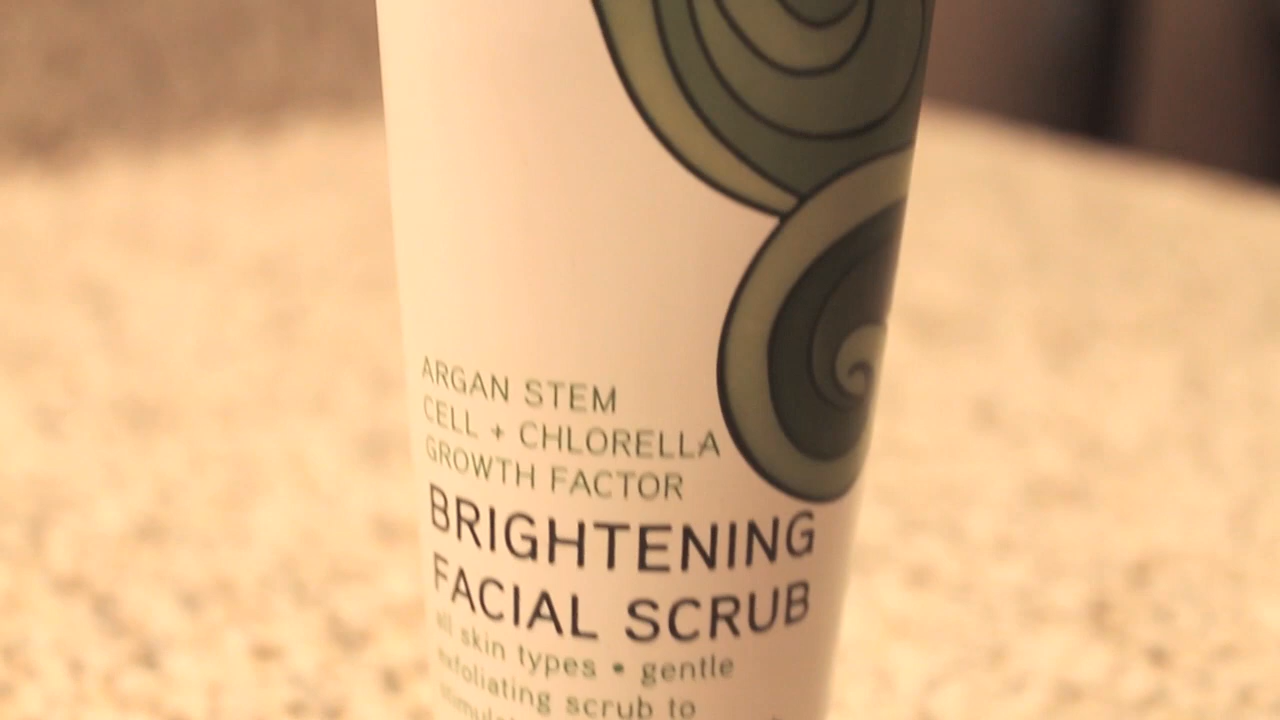 ARGAN STEM
CELL + CHLORELLA
GROWTH FACTOR
BRIGHTENING
FACIAL SCRUB
all skin types • gentle
exfoliating scrub to